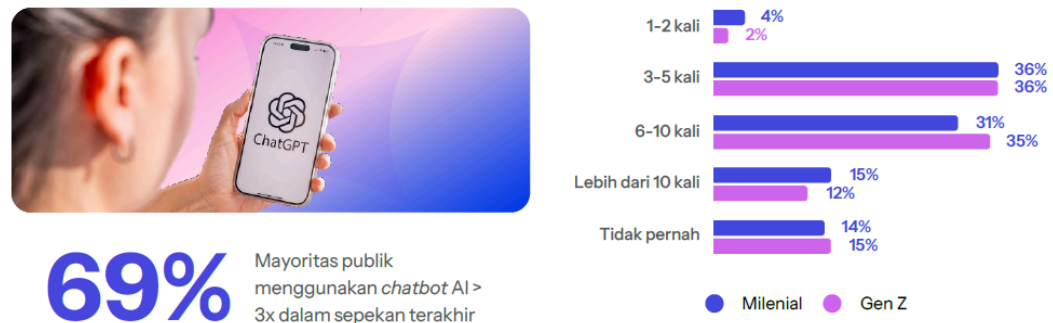 ChatGPT
69%
Mayoritas publik
menggunakan chatbot AI >
3x dalam sepekan terakhir
1-2 kali
4%
2%
3-5 kali
36%
36%
6-10 kali
31%
35%
Lebih dari 10 kali
15%
12%
Tidak pernah
14%
15%
Milenial
Gen Z